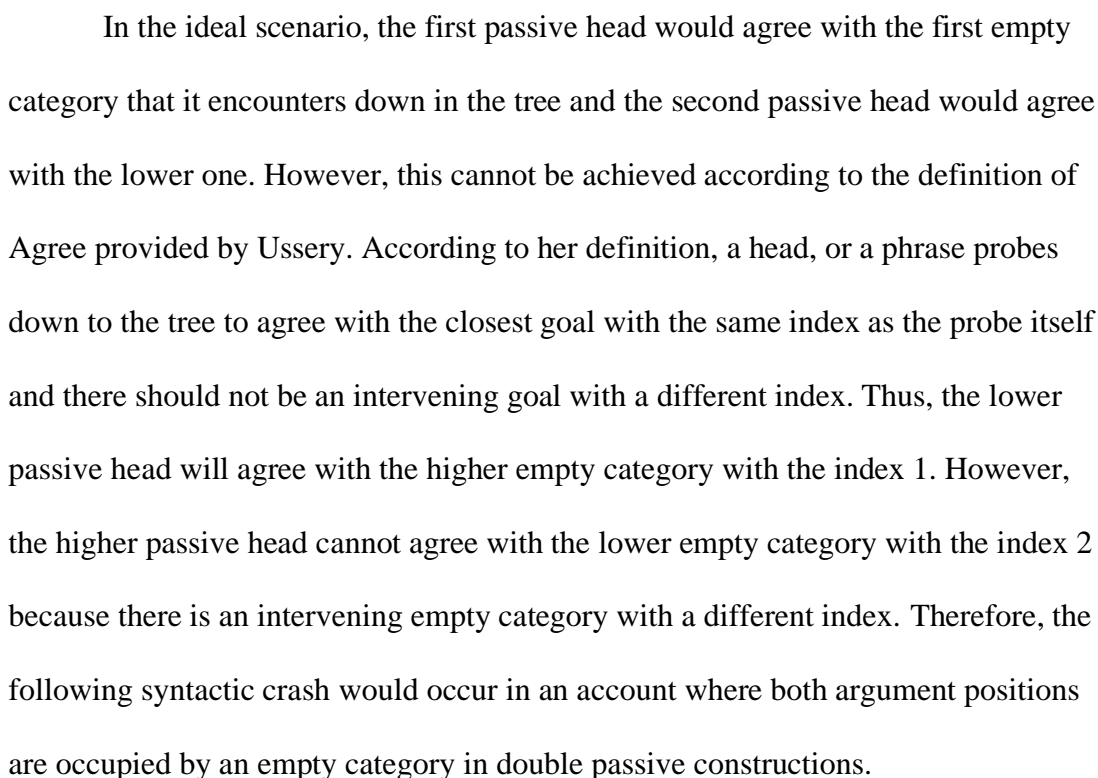 In the ideal scenario, the first passive head would agree with the first empty
category that it encounters down in the tree and the second passive head would agree
with the lower one. However, this cannot be achieved according to the definition of
Agree provided by Ussery. According to her definition, a head, or a phrase probes
down to the tree to agree with the closest goal with the same index as the probe itself
and there should not be an intervening goal with a different index. Thus, the lower
passive head will agree with the higher empty category with the index 1. However,
the higher passive head cannot agree with the lower empty category with the index 2
because there is an intervening empty category with a different index. Therefore, the
following syntactic crash would occur in an account where both argument positions
are occupied by an empty category in double passive constructions.